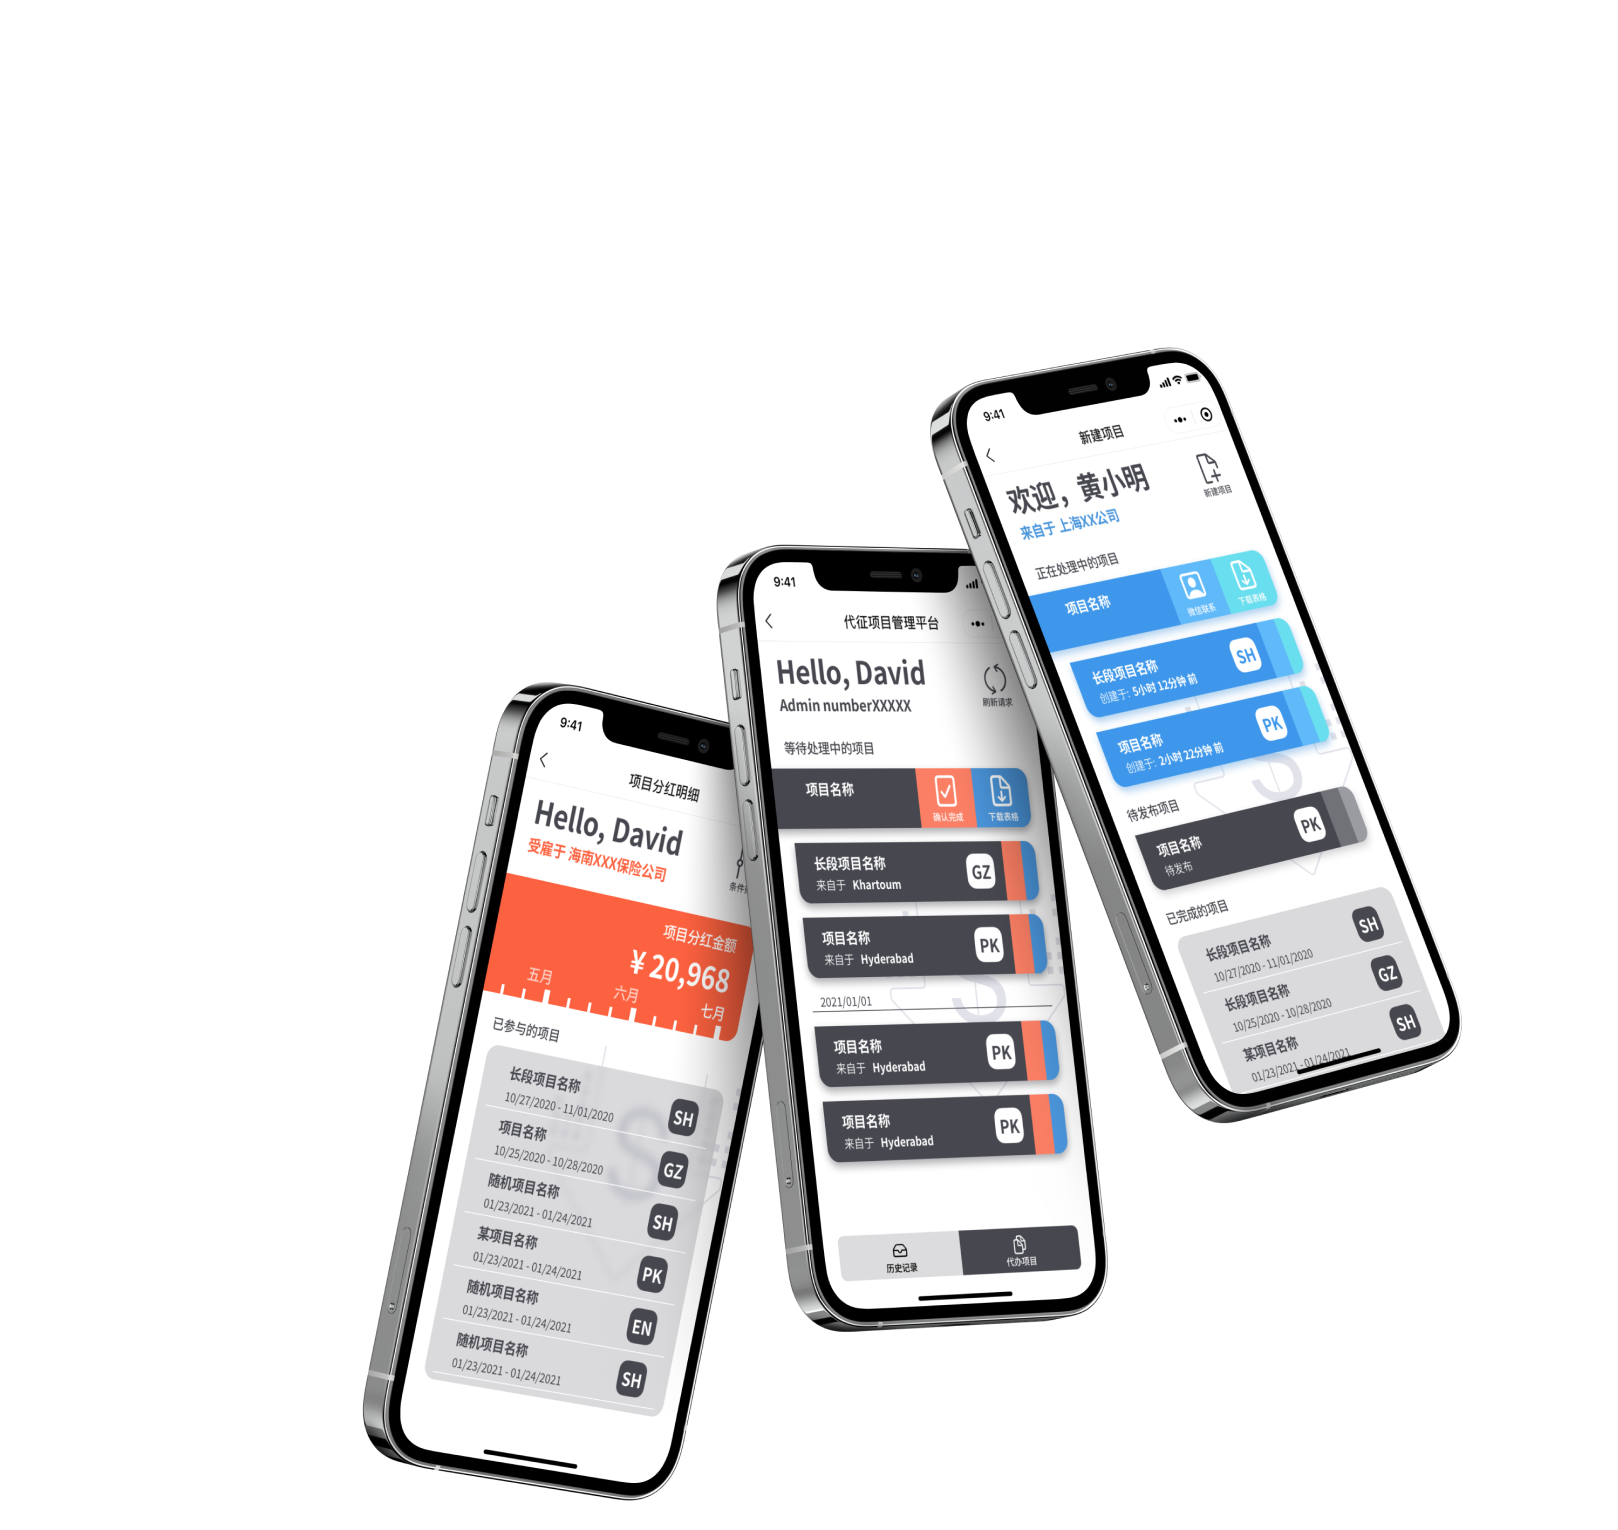 9:41
项目分红明细
Hello, David
受雇于 海南XXX保险公司
项目分红金额
¥ 20,968
五月
六月
七月
已参与的项目
长段项目名称
10/27/2020 - 11/01/2020
SH
项目名称
10/25/2020 - 10/28/2020
GZ
随机项目名称
01/23/2021 - 01/24/2021
SH
某项目名称
01/23/2021 - 01/24/2021
PK
随机项目名称
01/23/2021 - 01/24/2021
EN
随机项目名称
01/23/2021 - 01/24/2021
SH
9:41
代征项目管理平台
Hello, David
Admin numberXXXXX
刷新请求
等待处理中的项目
项目名称
确认完成
下载表格
长段项目名称
来自于 Khartoum
GZ
项目名称
来自于 Hyderabad
PK
2021/01/01
项目名称
来自于 Hyderabad
PK
项目名称
来自于 Hyderabad
PK
历史记录
代办项目
9:41
新建项目
欢迎，黄小明
来自于 上海XX公司
新建项目
正在处理中的项目
项目名称
微信联系
下载表格
长段项目名称
创建于: 5小时 12分钟 前
SH
项目名称
创建于: 2小时 22分钟 前
PK
待发布项目
项目名称
待发布
PK
已完成的项目
长段项目名称
10/27/2020 - 11/01/2020
SH
长段项目名称
10/25/2020 - 10/28/2020
GZ
某项目名称
01/23/2021 - 01/24/2021
SH